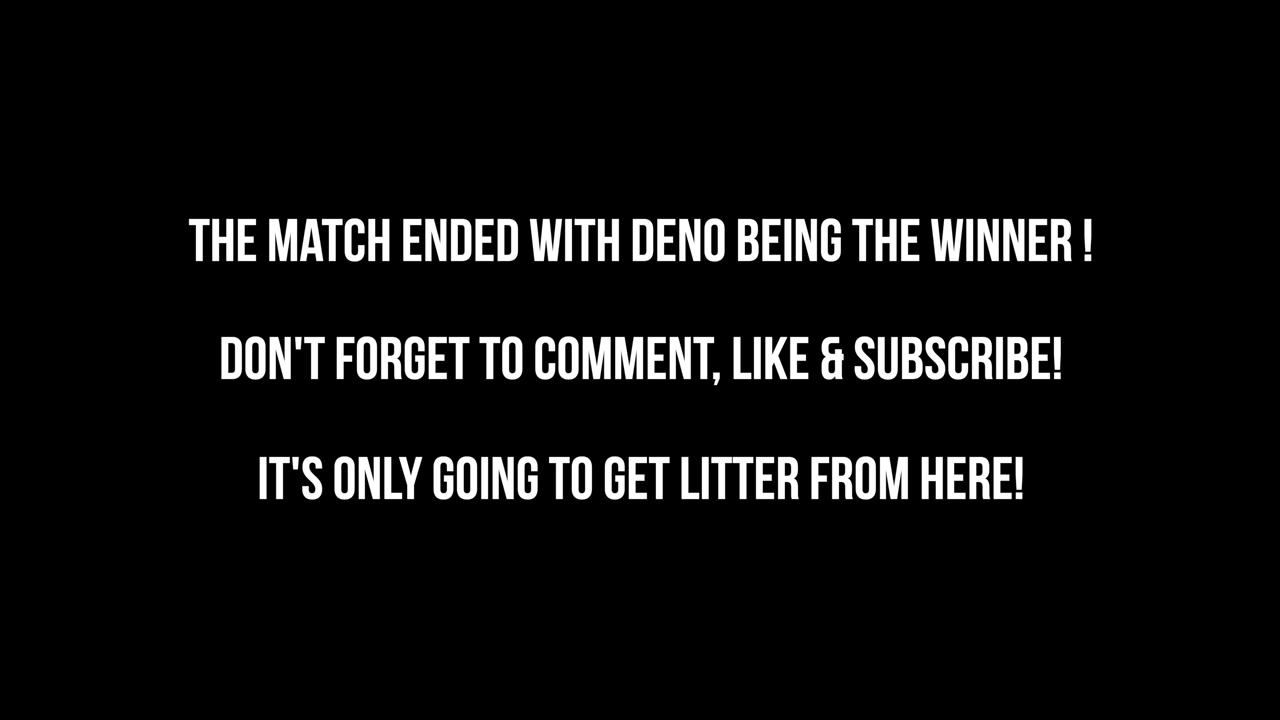 THE MATCH ENDED WITH DENO BEING THE WINNER !
DON'T FORGET TO COMMENT, LIKE & SUBSCRIBE!
IT'S ONLY GOING TO GET LITTER FROM HERE!